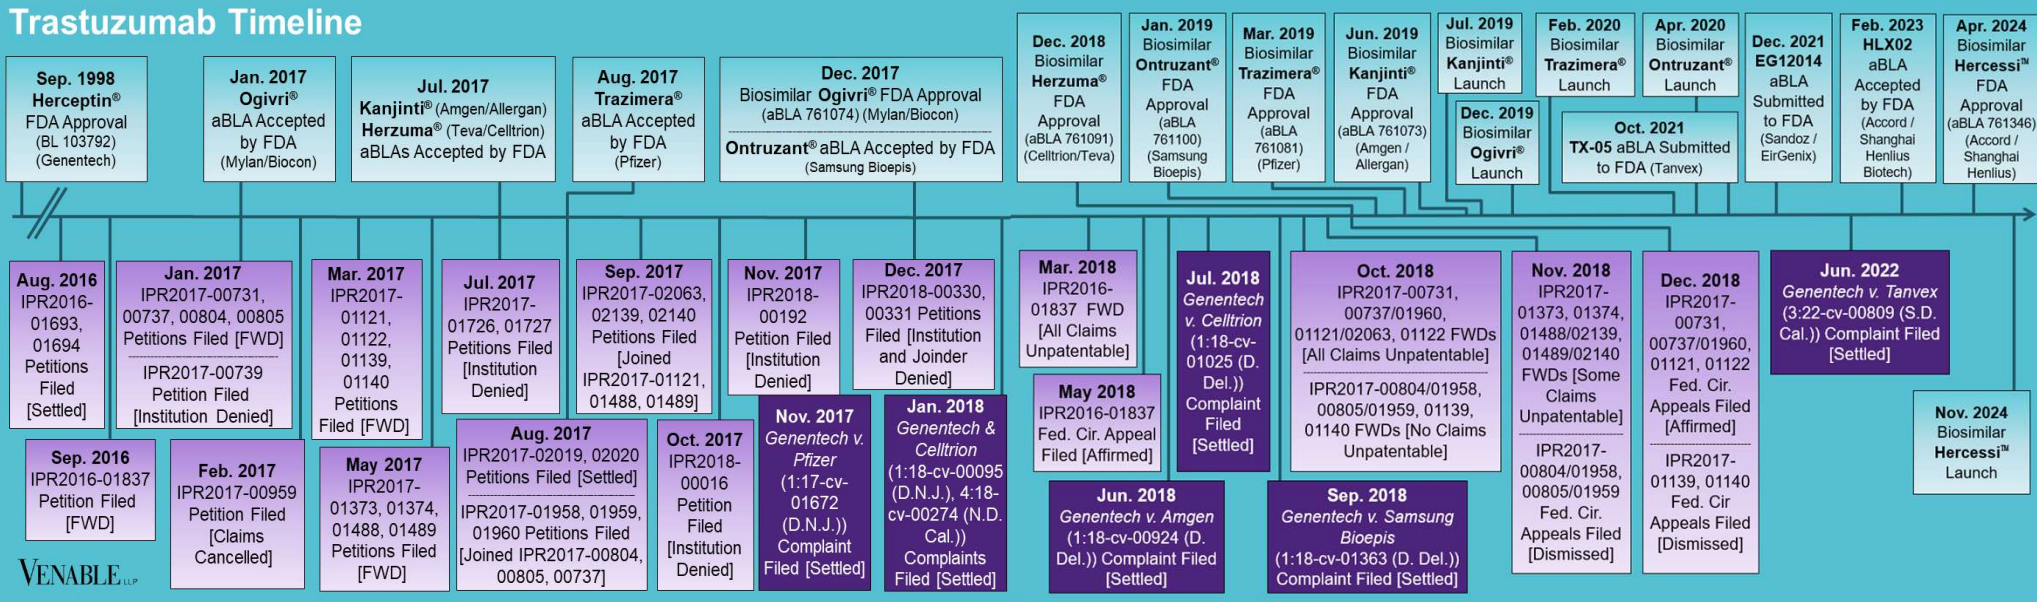 Trastuzumab Timeline
Sep. 1998
Herceptin®
FDA Approval
(BL 103792)
(Genentech)
Jan. 2017
Ogivri®
aBLA Accepted
by FDA
(Mylan/Biocon)
Jul. 2017
Kanjinti® (Amgen/Allergan)
Herzuma® (Teva/Celltrion)
aBLAs Accepted by FDA
Aug. 2017
Trazimera®
aBLA Accepted
by FDA
(Pfizer)
Dec. 2017
Biosimilar Ogivri® FDA Approval
(aBLA 761074) (Mylan/Biocon)
Ontruzant® aBLA Accepted by FDA
(Samsung Bioepis)
Dec. 2018
Biosimilar
Herzuma®
FDA
Approval
(aBLA 761091)
(Celltrion/Teva)
Jan. 2019
Biosimilar
Ontruzant®
FDA
Approval
(aBLA
761100)
(Samsung
Bioepis)
Mar. 2019
Biosimilar
Trazimera®
FDA
Approval
(aBLA
761081)
(Pfizer)
Jun. 2019
Biosimilar
Kanjinti®
FDA
Approval
(aBLA 761073)
(Amgen /
Allergan)
Jul. 2019
Biosimilar
Kanjinti®
Launch
Dec. 2019
Biosimilar
Ogivri®
Launch
Feb. 2020
Biosimilar
Trazimera®
Launch
Apr. 2020
Biosimilar
Ontruzant®
Launch
Oct. 2021
TX-05 aBLA Submitted
to FDA (Tanvex)
Dec. 2021
EG12014
aBLA
Submitted
to FDA
(Sandoz /
EirGenix)
Feb. 2023
HLX02
aBLA
Accepted
by FDA
(Accord /
Shanghai
Henlius
Biotech)
Apr. 2024
Biosimilar
Hercessi™
FDA
Approval
(aBLA 761346)
(Accord /
Shanghai
Henlius)
Aug. 2016
IPR2016-
01693,
01694
Petitions
Filed
[Settled]
Sep. 2016
IPR2016-01837
Petition Filed
[FWD]
Jan. 2017
IPR2017-00731,
00737, 00804, 00805
Petitions Filed [FWD]
IPR2017-00739
Petition Filed
[Institution Denied]
Feb. 2017
IPR2017-00959
Petition Filed
[Claims
Cancelled]
Mar. 2017
IPR2017-
01121,
01122,
01139,
01140
Petitions
Filed [FWD]
May 2017
IPR2017-
01373, 01374,
01488, 01489
Petitions Filed
[FWD]
Jul. 2017
IPR2017-
01726, 01727
Petitions Filed
[Institution
Denied]
Aug. 2017
IPR2017-02019, 02020
Petitions Filed [Settled]
IPR2017-01958, 01959,
01960 Petitions Filed
[Joined IPR2017-00804,
00805, 00737]
Sep. 2017
IPR2017-02063,
02139, 02140
Petitions Filed
[Joined
IPR2017-01121,
01488, 01489]
Oct. 2017
IPR2018-
00016
Petition
Filed
[Institution
Denied]
Nov. 2017
IPR2018-
00192
Petition Filed
[Institution
Denied]
Nov. 2017
Genentech v.
Pfizer
(1:17-cv-
01672
(D.N.J.))
Complaint
Filed [Settled]
Dec. 2017
IPR2018-00330,
00331 Petitions
Filed [Institution
and Joinder
Denied]
Jan. 2018
Genentech &
Celltrion
(1:18-cv-00095
(D.N.J.), 4:18-
cv-00274 (N.D.
Cal.))
Complaints
Filed [Settled]
Mar. 2018
IPR2016-
01837 FWD
[All Claims
Unpatentable]
May 2018
IPR2016-01837
Fed. Cir. Appeal
Filed [Affirmed]
Jun. 2018
Genentech v. Amgen
(1:18-cv-00924 (D.
Del.)) Complaint Filed
[Settled]
Jul. 2018
Genentech
v. Celltrion
(1:18-cv-
01025 (D.
Del.))
Complaint
Filed
[Settled]
Sep. 2018
Genentech v. Samsung
Bioepis
(1:18-cv-01363 (D. Del.))
Complaint Filed [Settled]
Oct. 2018
IPR2017-00731,
00737/01960,
01121/02063, 01122 FWDs
[All Claims Unpatentable]
IPR2017-00804/01958,
00805/01959, 01139,
01140 FWDs [No Claims
Unpatentable]
Nov. 2018
IPR2017-
01373, 01374,
01488/02139,
01489/02140
FWDs [Some
Claims
Unpatentable]
IPR2017-
00804/01958,
00805/01959
Fed. Cir.
Appeals Filed
[Dismissed]
Dec. 2018
IPR2017-
00731,
00737/01960,
01121, 01122
Fed. Cir.
Appeals Filed
[Affirmed]
IPR2017-
01139, 01140
Fed. Cir
Appeals Filed
[Dismissed]
Jun. 2022
Genentech v. Tanvex
(3:22-cv-00809 (S.D.
Cal.)) Complaint Filed
[Settled]
Nov. 2024
Biosimilar
Hercessi™
Launch
VENABLE LLP